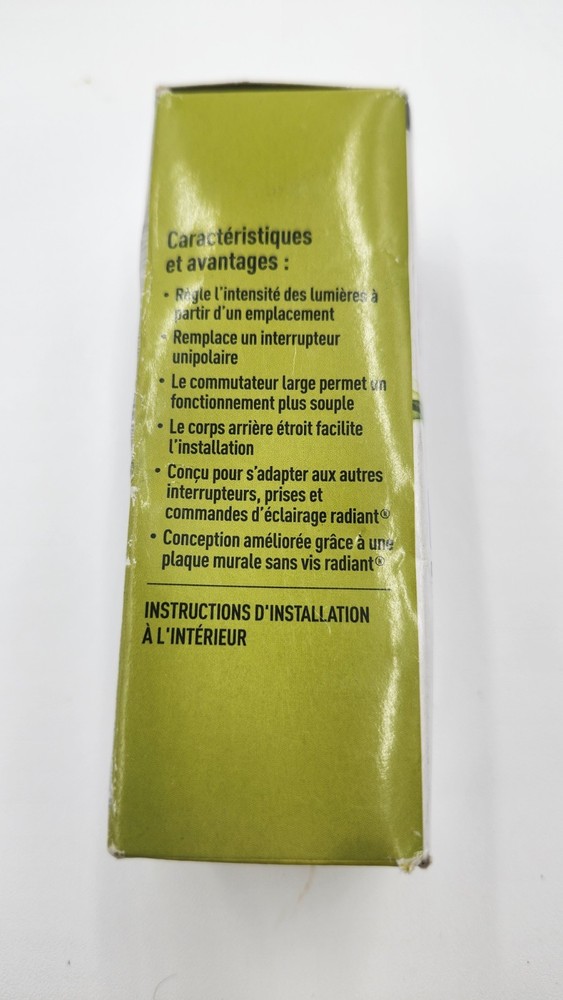 Caractéristiques
et avantages :
• Règle l'intensité des lumières à
partir d'un emplacement
• Remplace un interrupteur
unipolaire
• Le commutateur large permet un
fonctionnement plus souple
• Le corps arrière étroit facilite
l'installation
• Conçu pour s'adapter aux autres
interrupteurs, prises et
commandes d'éclairage radiant®
• Conception améliorée grâce à une
plaque murale sans vis radiant®
INSTRUCTIONS D'INSTALLATION
À L'INTÉRIEUR